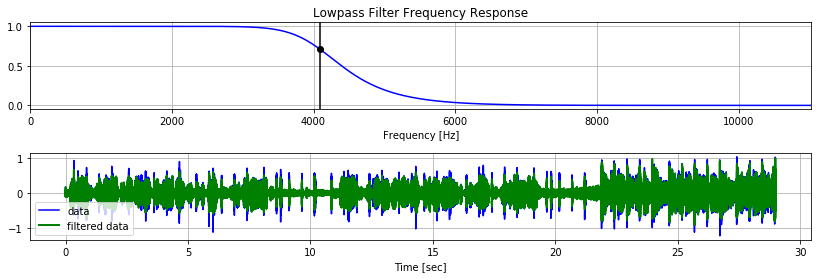 Lowpass Filter Frequency Response
1.0
0.5
0.0
0 2000 4000 6000 8000 10000
Frequency [Hz]
1
0
−1
data
filtered data
0 5 10 15 20 25 30
Time [sec]